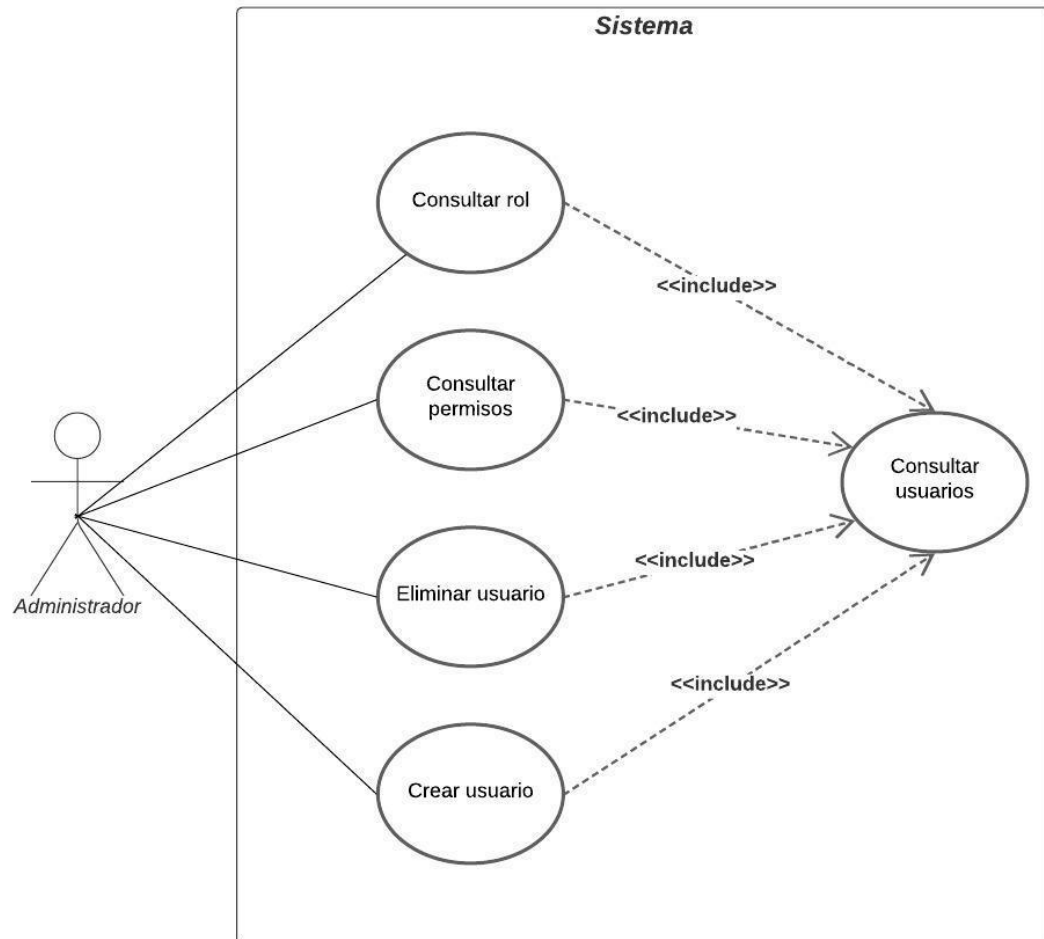 Sistema
Consultar rol
<<include>>
Consultar
permisos
<<include>>
Consultar
usuarios
Eliminar usuario
<<include>>
Administrador
<<include>>
Crear usuario